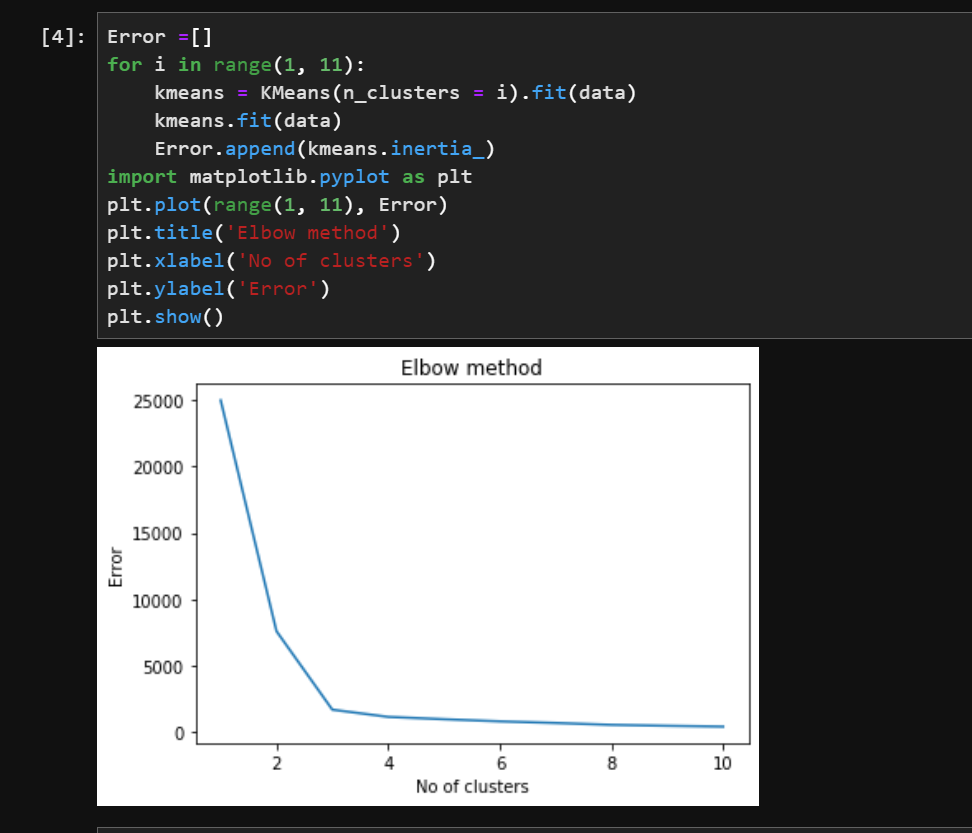 [4]: Error =[]
for i in range(1, 11):
    kmeans = KMeans(n_clusters = i).fit(data)
    kmeans.fit(data)
    Error.append(kmeans.inertia_)
import matplotlib.pyplot as plt
plt.plot(range(1, 11), Error)
plt.title('Elbow method')
plt.xlabel('No of clusters')
plt.ylabel('Error')
plt.show()
Elbow method
25000
20000
15000
10000
5000
0
Error
2 4 6 8 10
No of clusters